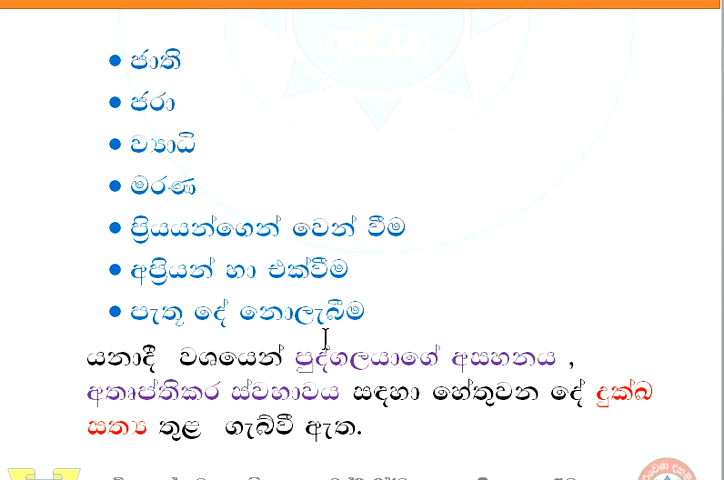 • ජාති
• ජරා
• ව්‍යාධි
• මරණ
• ප්‍රියයන්ගෙන් වෙන් වීම
• අප්‍රියන් හා එක්වීම
• පැතූ දේ නොලැබීම
යනාදී වශයෙන් පුද්ගලයාගේ අසහනය ,
අතෘප්තිකර ස්වභාවය සඳහා හේතුවන දේ දුක්ඛ
සත්‍ය තුළ ගැබ්වී ඇත.